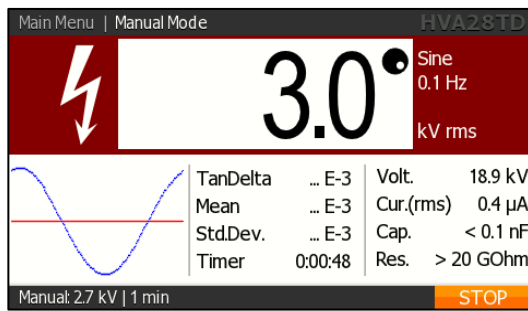 Main Menu | Manual Mode HVA28TD
3.0
Sine
0.1 Hz
kV rms
TanDelta ... E-3
Mean ... E-3
Std.Dev. ... E-3
Timer 0:00:48
Volt. 18.9 kV
Cur.(rms) 0.4 µA
Cap. < 0.1 nF
Res. > 20 GOhm
Manual: 2.7 kV | 1 min STOP